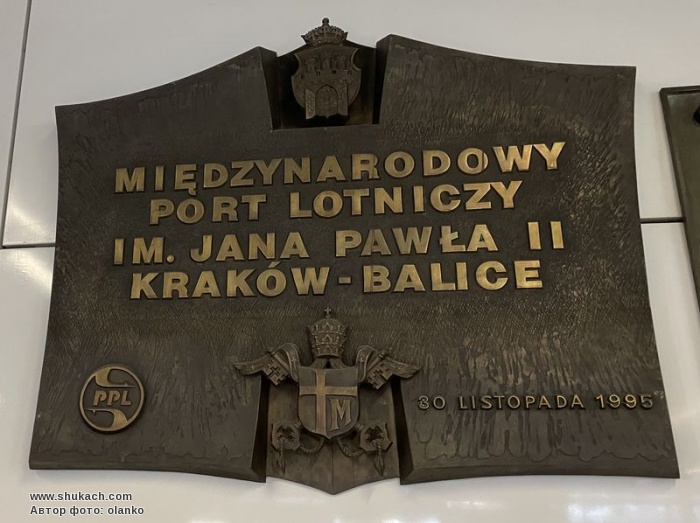 MIĘDZYNARODOWY
PORT LOTNICZY
IM. JANA PAWŁA II
KRAKÓW-BALICE
PPL
M
30 LISTOPADA 1995
www.shukach.com
Автор фото: olanko